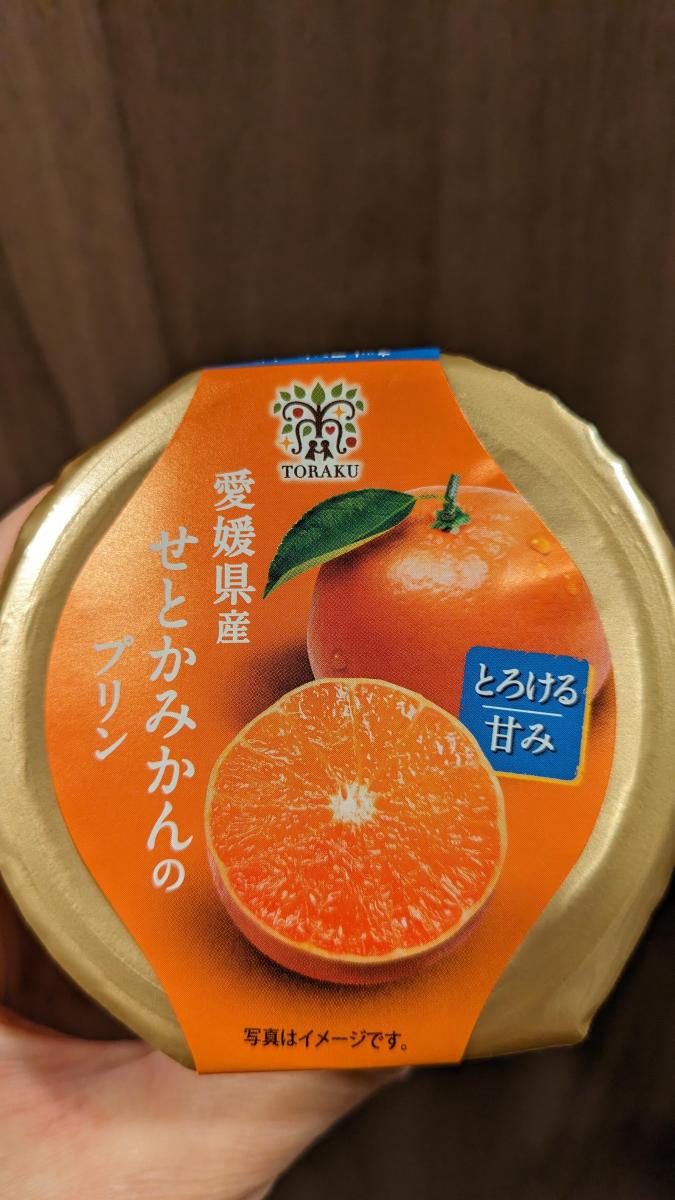 TORAKU
愛媛県産
せとかみかんの
プリン
とろける
甘み
写真はイメージです。